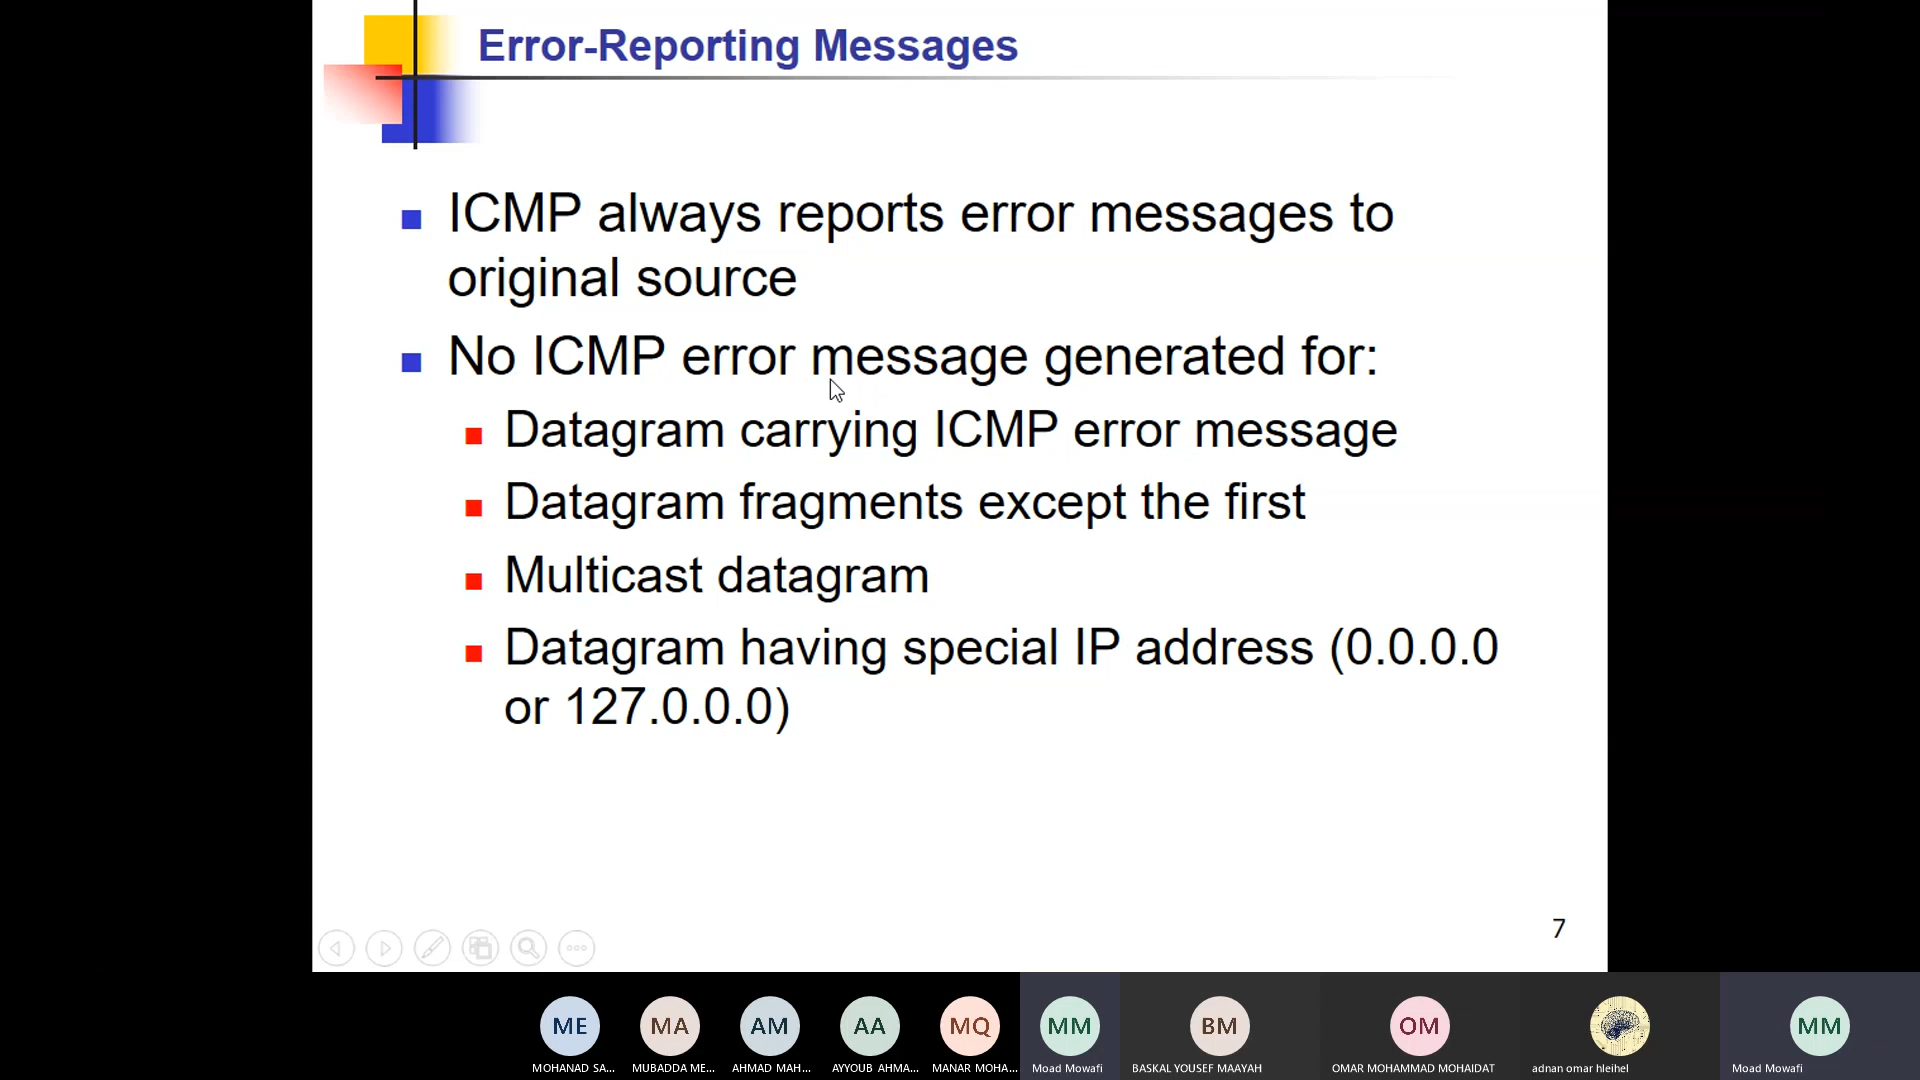 Error-Reporting Messages
ICMP always reports error messages to
original source
No ICMP error message generated for:
Datagram carrying ICMP error message
Datagram fragments except the first
Multicast datagram
Datagram having special IP address (0.0.0.0
or 127.0.0.0)
7
ME MA AM AA MQ MM BM OM MM
MOHANAD SA... MUBADDA ME... AHMAD MAH... AYYOUB AHMA... MANAR MOHA... Moad Mowafi BASKAL YOUSEF MAAYAH OMAR MOHAMMAD MOHAIDAT adnan omar hleihel Moad Mowafi